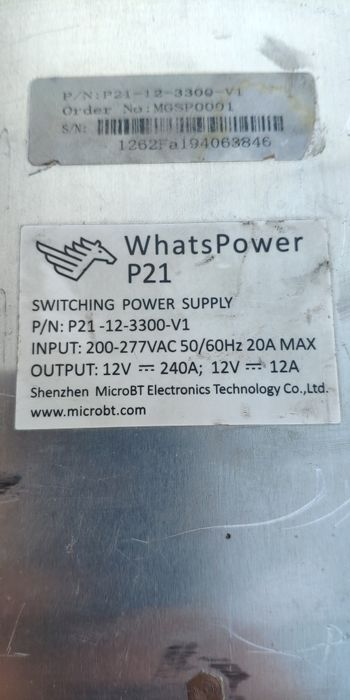 P/N:P21-12-3300-V1
Order No:MGSP0001
S/N:
1262Fa194063846
WhatsPower
P21
SWITCHING POWER SUPPLY
P/N: P21 -12-3300-V1
INPUT: 200-277VAC 50/60Hz 20A MAX
OUTPUT: 12V ⎓ 240A; 12V ⎓ 12A
Shenzhen MicroBT Electronics Technology Co.,Ltd.
www.microbt.com